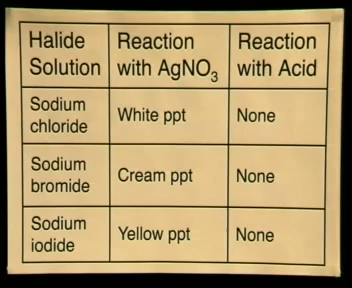 Halide Solution Reaction with AgNO₃ Reaction with Acid
Sodium chloride White ppt None
Sodium bromide Cream ppt None
Sodium iodide Yellow ppt None